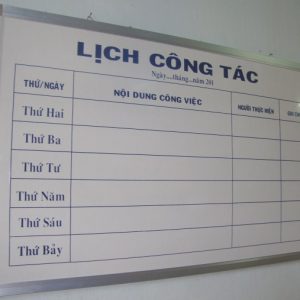 LỊCH CÔNG TÁC
Ngày....tháng...năm 201
THỨ/NGÀY NỘI DUNG CÔNG VIỆC NGƯỜI THỰC HIỆN
Thứ Hai
Thứ Ba
Thứ Tư
Thứ Năm
Thứ Sáu
Thứ Bảy